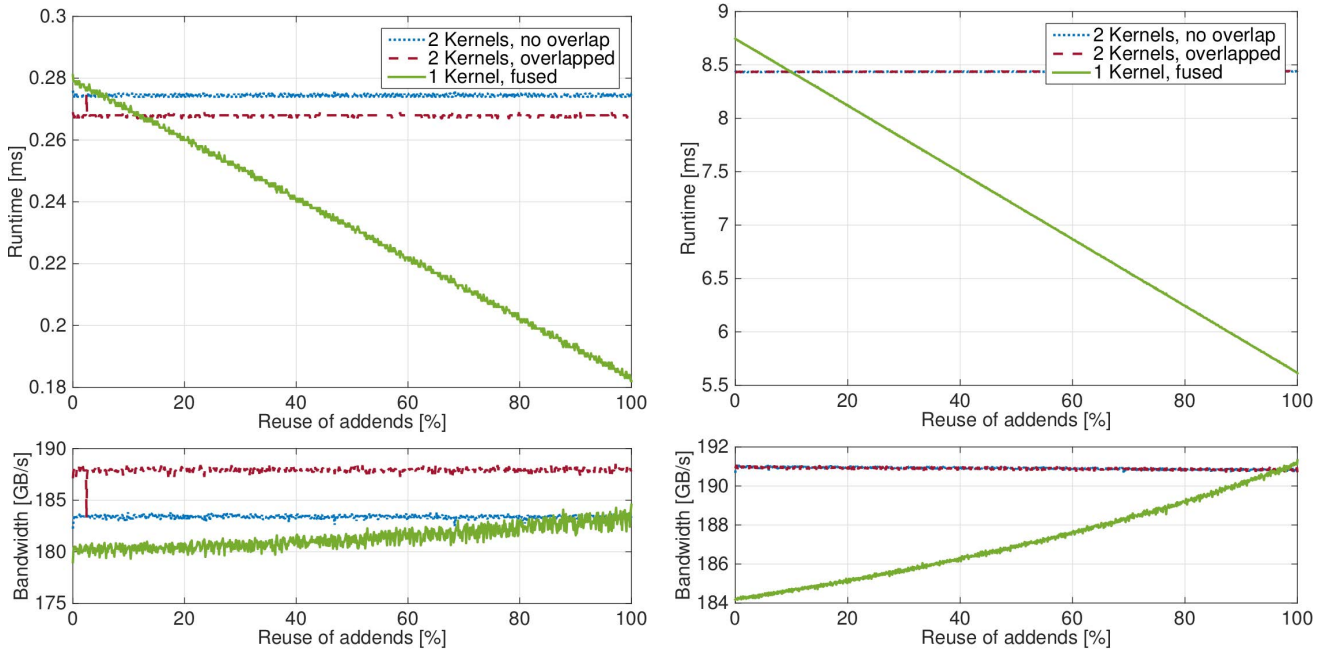 0.3
0.28
0.26
0.24
0.22
0.2
0.18
Runtime [ms]
2 Kernels, no overlap
2 Kernels, overlapped
1 Kernel, fused
0 20 40 60 80 100
Reuse of addends [%]
190
185
180
175
Bandwidth [GB/s]
0 20 40 60 80 100
Reuse of addends [%]
9
8.5
8
7.5
7
6.5
6
5.5
Runtime [ms]
2 Kernels, no overlap
2 Kernels, overlapped
1 Kernel, fused
0 20 40 60 80 100
Reuse of addends [%]
192
190
188
186
184
Bandwidth [GB/s]
0 20 40 60 80 100
Reuse of addends [%]